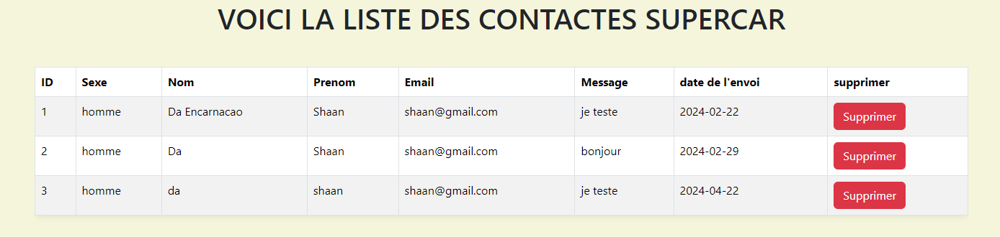 VOICI LA LISTE DES CONTACTES SUPERCAR
ID Sexe Nom Prenom Email Message date de l'envoi supprimer
1 homme Da Encarnacao Shaan shaan@gmail.com je teste 2024-02-22 Supprimer
2 homme Da Shaan shaan@gmail.com bonjour 2024-02-29 Supprimer
3 homme da shaan shaan@gmail.com je teste 2024-04-22 Supprimer